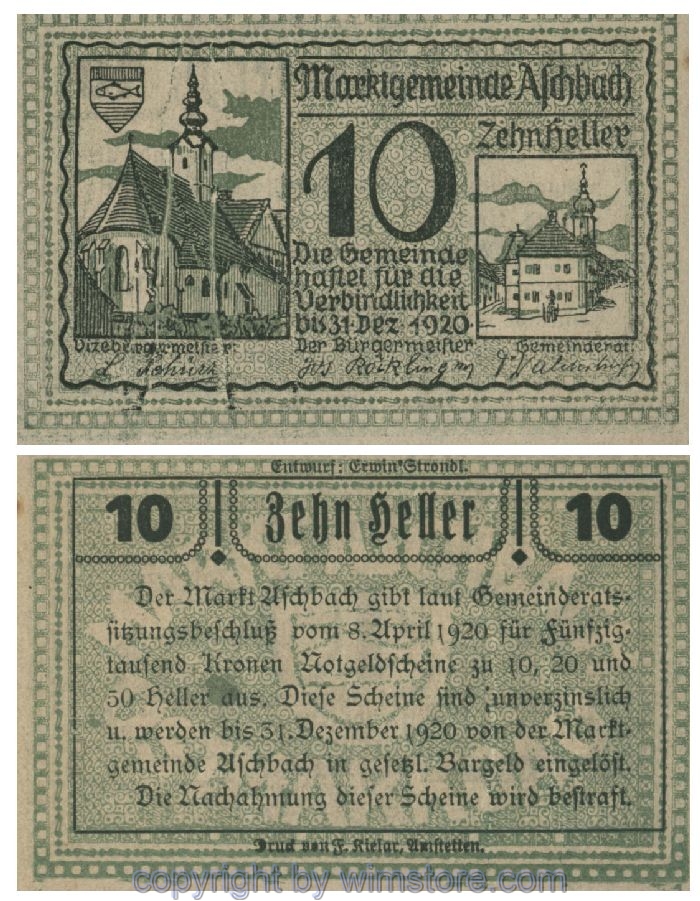 Marktgemeinde Aſchbach
10
Zehn Heller
Die Gemeinde
haftet für die
Verbindlichkeit
bis 31. Dez. 1920.
Vizebürgermeister:
Der Bürgermeister
Gemeinderat:
Entwurf: Erwin Strondl.
10 Zehn Heller 10
Der Markt Aſchbach gibt laut Gemeinderats-
ſitzungsbeſchluß vom 8. April 1920 für Fünfzig-
tauſend Kronen Notgeldſcheine zu 10, 20 und
50 Heller aus. Dieſe Scheine ſind unverzinslich
u. werden bis 31. Dezember 1920 von der Markt-
gemeinde Aſchbach in geſetzl. Bargeld eingelöſt.
Die Nachahmung dieſer Scheine wird beſtraft.
Druck von F. Kielar, Amſtetten.
copyright by wimstore.com